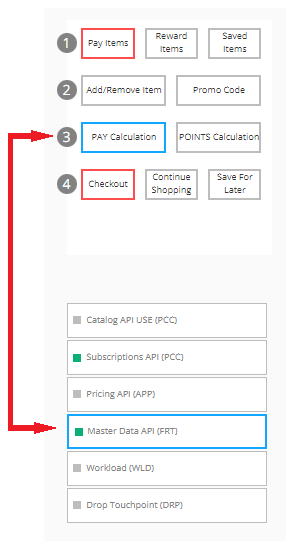 1 Pay Items Reward Saved
Items Items
2 Add/Remove Item Promo Code
3 PAY Calculation POINTS Calculation
4 Checkout Continue Save For
Shopping Later
Catalog API USE (PCC)
Subscriptions API (PCC)
Pricing API (APP)
Master Data API (FRT)
Workload (WLD)
Drop Touchpoint (DRP)